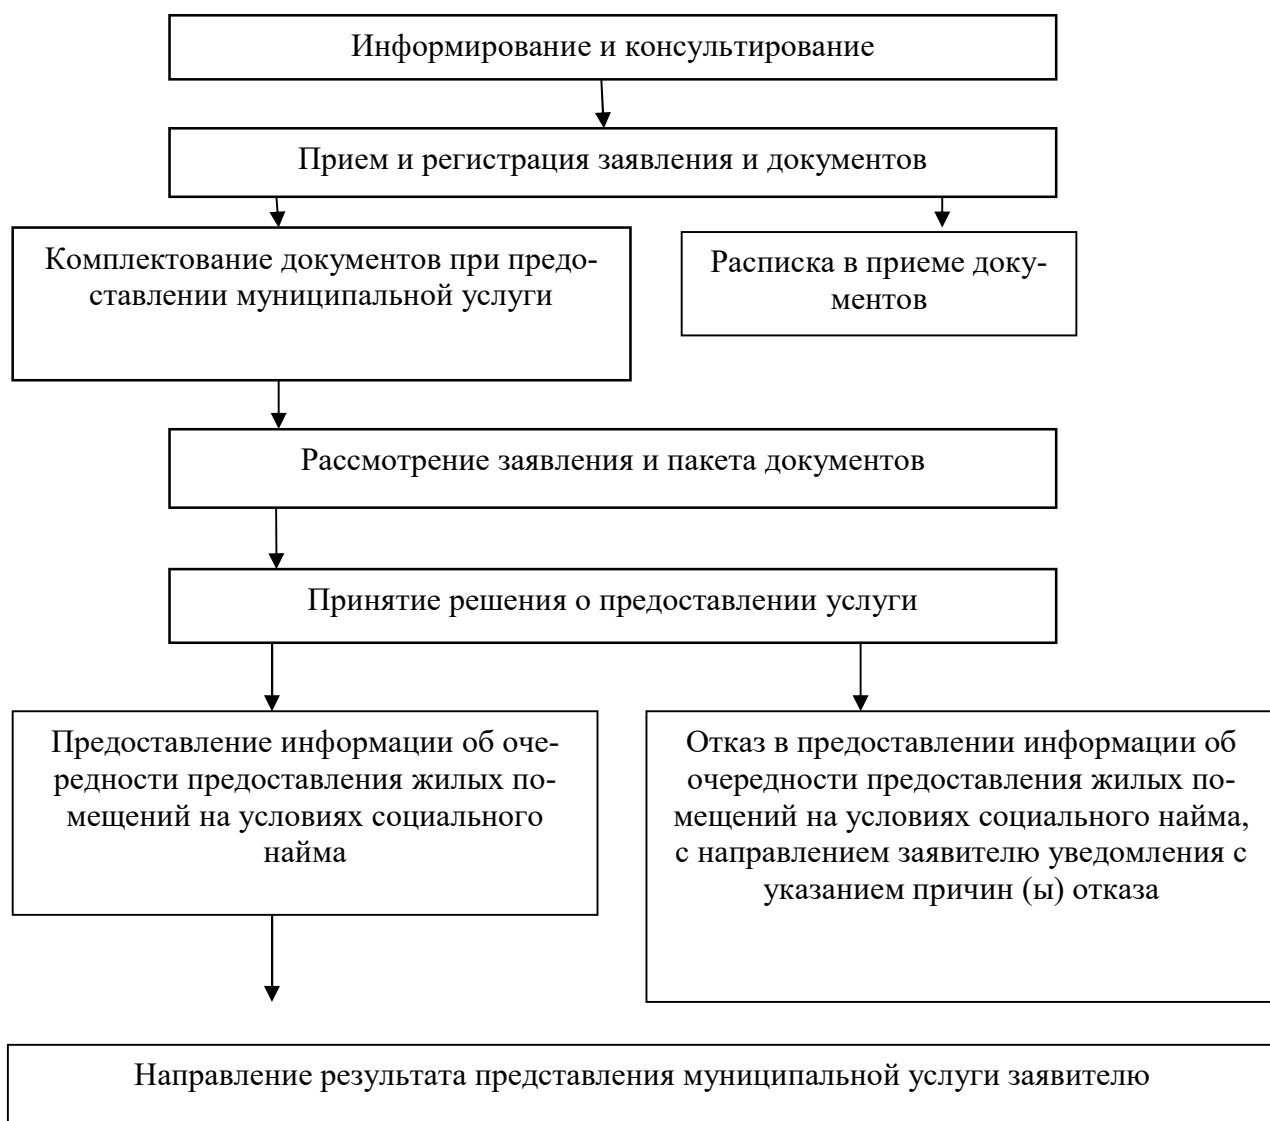 Информирование и консультирование
Прием и регистрация заявления и документов
Комплектование документов при предо-
ставлении муниципальной услуги
Расписка в приеме доку-
ментов
Рассмотрение заявления и пакета документов
Принятие решения о предоставлении услуги
Предоставление информации об оче-
редности предоставления жилых по-
мещений на условиях социального
найма
Отказ в предоставлении информации об
очередности предоставления жилых по-
мещений на условиях социального найма,
с направлением заявителю уведомления с
указанием причин (ы) отказа
Направление результата представления муниципальной услуги заявителю